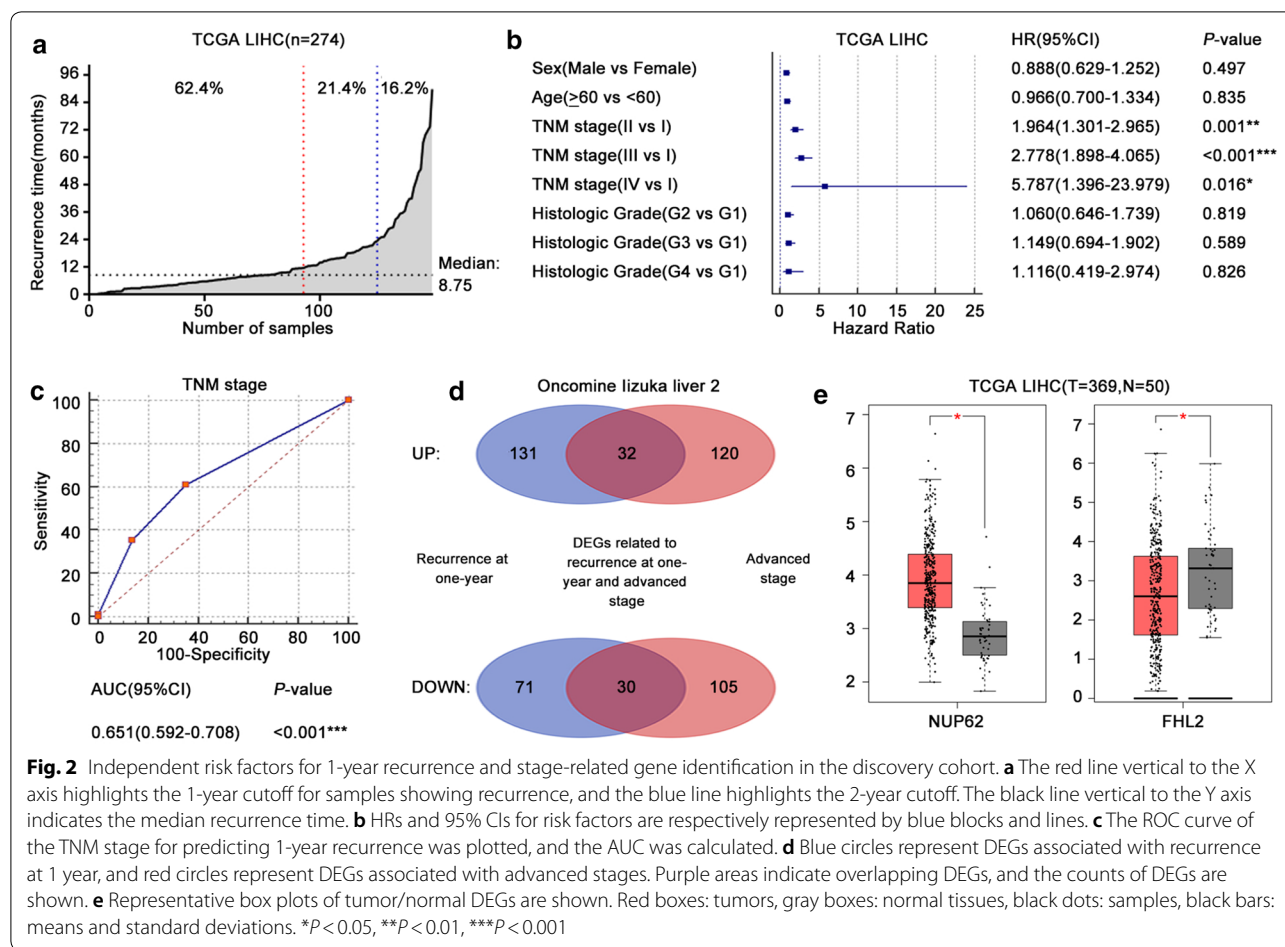 a
TCGA LIHC(n=274)
96
84
72
60
48
36
24
12
0
Recurrence time(months)
62.4%
21.4%
16.2%
Median:
8.75
0
50
100
Number of samples
b
TCGA LIHC
HR(95%CI)
P-value
Sex(Male vs Female)
0.888(0.629-1.252)
0.497
Age(≥60 vs <60)
0.966(0.700-1.334)
0.835
TNM stage(II vs I)
1.964(1.301-2.965)
0.001**
TNM stage(III vs I)
2.778(1.898-4.065)
<0.001***
TNM stage(IV vs I)
5.787(1.396-23.979)
0.016*
Histologic Grade(G2 vs G1)
1.060(0.646-1.739)
0.819
Histologic Grade(G3 vs G1)
1.149(0.694-1.902)
0.589
Histologic Grade(G4 vs G1)
1.116(0.419-2.974)
0.826
0 5 10 15 20 25
Hazard Ratio
c
TNM stage
100
80
60
40
20
0
Sensitivity
0 20 40 60 80 100
100-Specificity
AUC(95%CI)
P-value
0.651(0.592-0.708)
<0.001***
d
Oncomine Iizuka liver 2
UP:
131
32
120
Recurrence at
one-year
DEGs related to
recurrence at one-
year and advanced
stage
Advanced
stage
DOWN:
71
30
105
e
TCGA LIHC(T=369,N=50)
7
6
5
4
3
2
*
NUP62
7
6
5
4
3
2
1
0
*
FHL2
Fig. 2 Independent risk factors for 1-year recurrence and stage-related gene identification in the discovery cohort. a The red line vertical to the X
axis highlights the 1-year cutoff for samples showing recurrence, and the blue line highlights the 2-year cutoff. The black line vertical to the Y axis
indicates the median recurrence time. b HRs and 95% CIs for risk factors are respectively represented by blue blocks and lines. c The ROC curve of
the TNM stage for predicting 1-year recurrence was plotted, and the AUC was calculated. d Blue circles represent DEGs associated with recurrence
at 1 year, and red circles represent DEGs associated with advanced stages. Purple areas indicate overlapping DEGs, and the counts of DEGs are
shown. e Representative box plots of tumor/normal DEGs are shown. Red boxes: tumors, gray boxes: normal tissues, black dots: samples, black bars:
means and standard deviations. *P < 0.05, **P < 0.01, ***P < 0.001